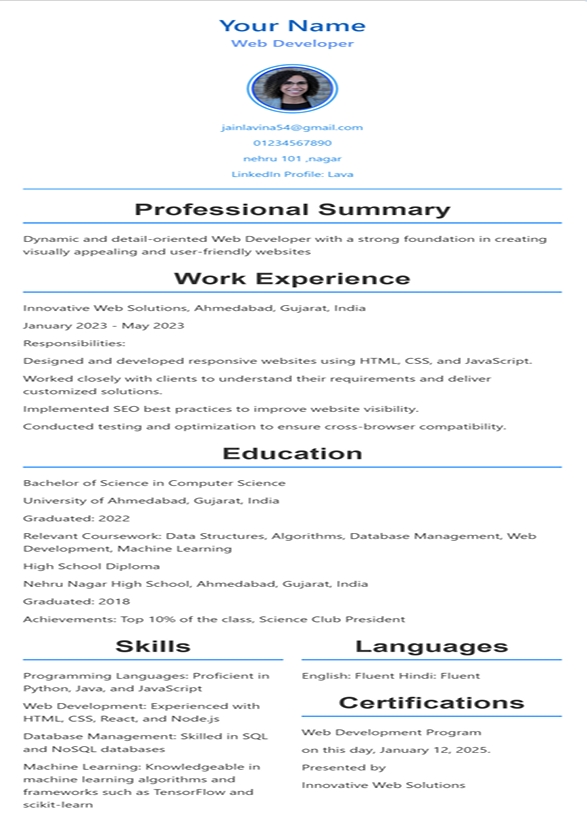 Your Name
Web Developer
jainlavina54@gmail.com
01234567890
nehru 101 ,nagar
LinkedIn Profile: Lava
Professional Summary
Dynamic and detail-oriented Web Developer with a strong foundation in creating
visually appealing and user-friendly websites
Work Experience
Innovative Web Solutions, Ahmedabad, Gujarat, India
January 2023 - May 2023
Responsibilities:
Designed and developed responsive websites using HTML, CSS, and JavaScript.
Worked closely with clients to understand their requirements and deliver
customized solutions.
Implemented SEO best practices to improve website visibility.
Conducted testing and optimization to ensure cross-browser compatibility.
Education
Bachelor of Science in Computer Science
University of Ahmedabad, Gujarat, India
Graduated: 2022
Relevant Coursework: Data Structures, Algorithms, Database Management, Web
Development, Machine Learning
High School Diploma
Nehru Nagar High School, Ahmedabad, Gujarat, India
Graduated: 2018
Achievements: Top 10% of the class, Science Club President
Skills
Programming Languages: Proficient in
Python, Java, and JavaScript
Web Development: Experienced with
HTML, CSS, React, and Node.js
Database Management: Skilled in SQL
and NoSQL databases
Machine Learning: Knowledgeable in
machine learning algorithms and
frameworks such as TensorFlow and
scikit-learn
Languages
English: Fluent Hindi: Fluent
Certifications
Web Development Program
on this day, January 12, 2025.
Presented by
Innovative Web Solutions